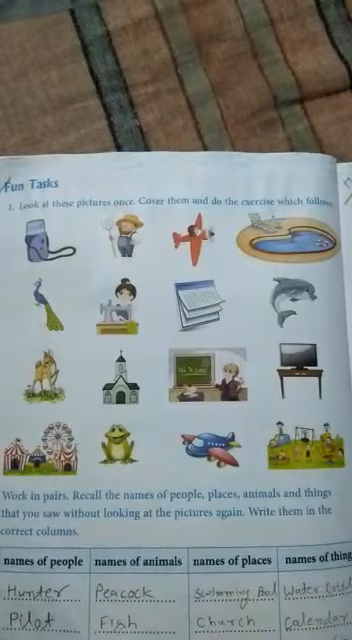 Fun Tasks
1. Look at these pictures once. Cover them and do the exercise which follows
Work in pairs. Recall the names of people, places, animals and things
that you saw without looking at the pictures again. Write them in the
correct columns.
names of people names of animals names of places names of thing
Hunter Peacock Swimming Water
Pilot Fish Church Calendar